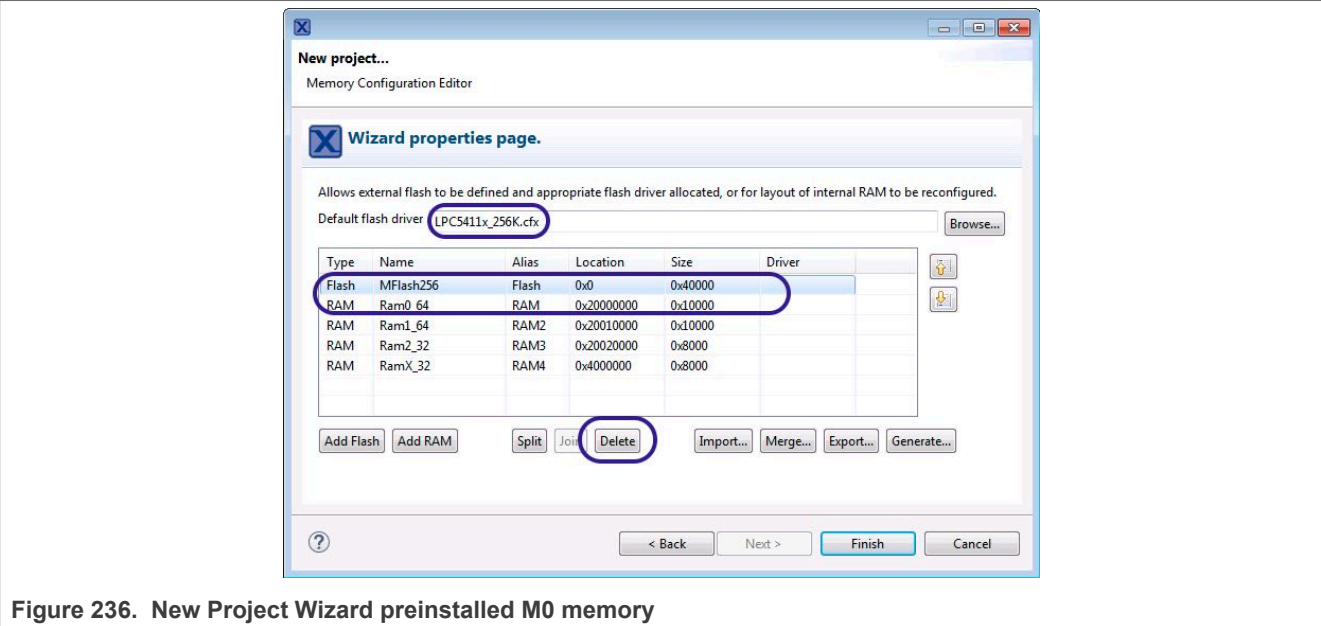 New project...
Memory Configuration Editor
Wizard properties page.
Allows external flash to be defined and appropriate flash driver allocated, or for layout of internal RAM to be reconfigured.
Default flash driver LPC5411x_256K.cfx Browse...
Type Name Alias Location Size Driver
Flash MFlash256 Flash 0x0 0x40000
RAM Ram0_64 RAM 0x20000000 0x10000
RAM Ram1_64 RAM2 0x20010000 0x10000
RAM Ram2_32 RAM3 0x20020000 0x8000
RAM RamX_32 RAM4 0x4000000 0x8000
Add Flash Add RAM Split Join Delete Import... Merge... Export... Generate...
? < Back Next > Finish Cancel
Figure 236. New Project Wizard preinstalled M0 memory